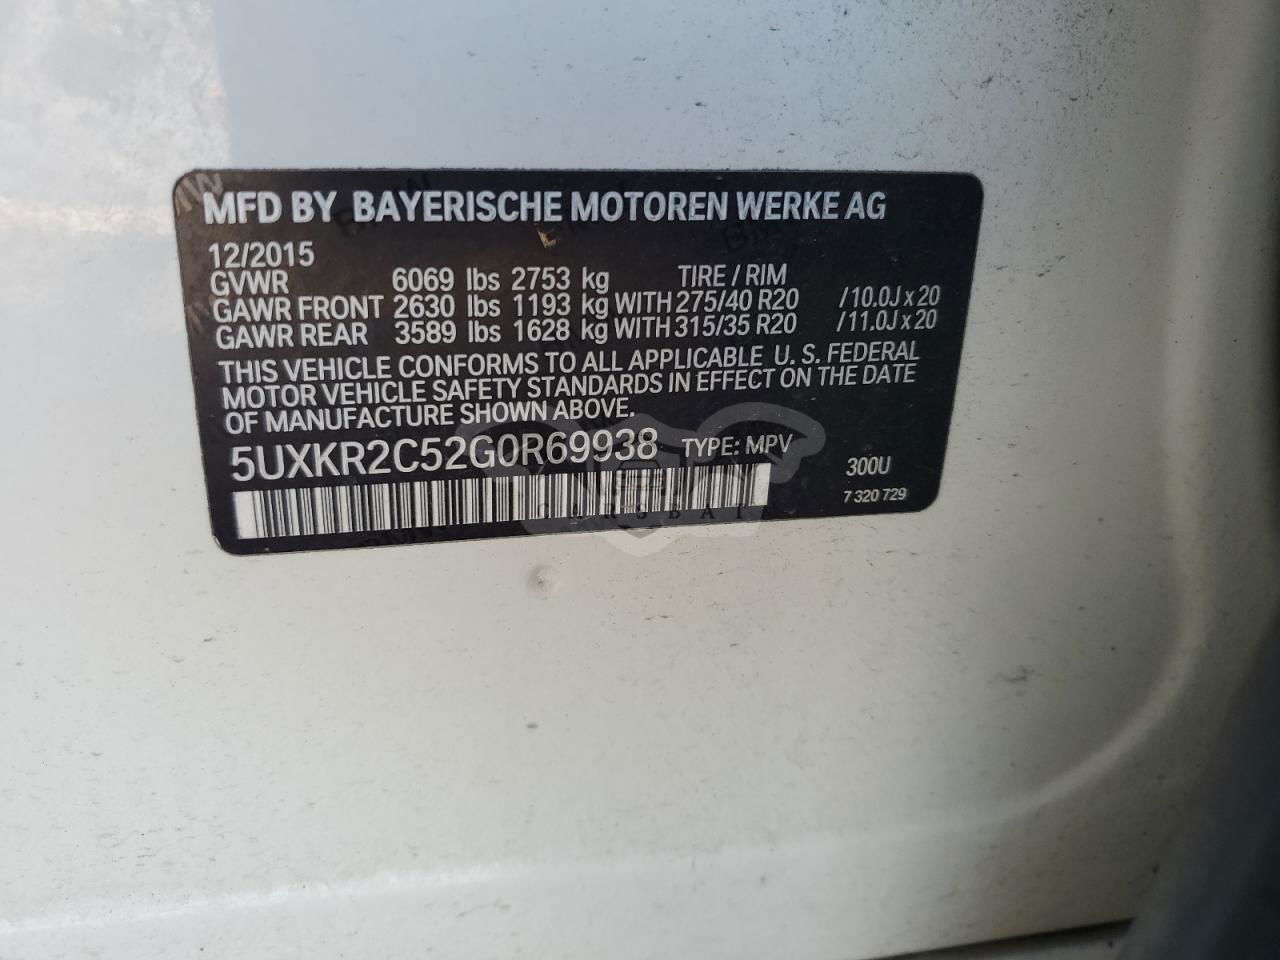 MFD BY BAYERISCHE MOTOREN WERKE AG
12/2015
GVWR 6069 lbs 2753 kg TIRE / RIM
GAWR FRONT 2630 lbs 1193 kg WITH 275/40 R20 /10.0J x 20
GAWR REAR 3589 lbs 1628 kg WITH 315/35 R20 /11.0J x 20
THIS VEHICLE CONFORMS TO ALL APPLICABLE U. S. FEDERAL
MOTOR VEHICLE SAFETY STANDARDS IN EFFECT ON THE DATE
OF MANUFACTURE SHOWN ABOVE.
5UXKR2C52G0R69938 TYPE: MPV
300U
7 320 729